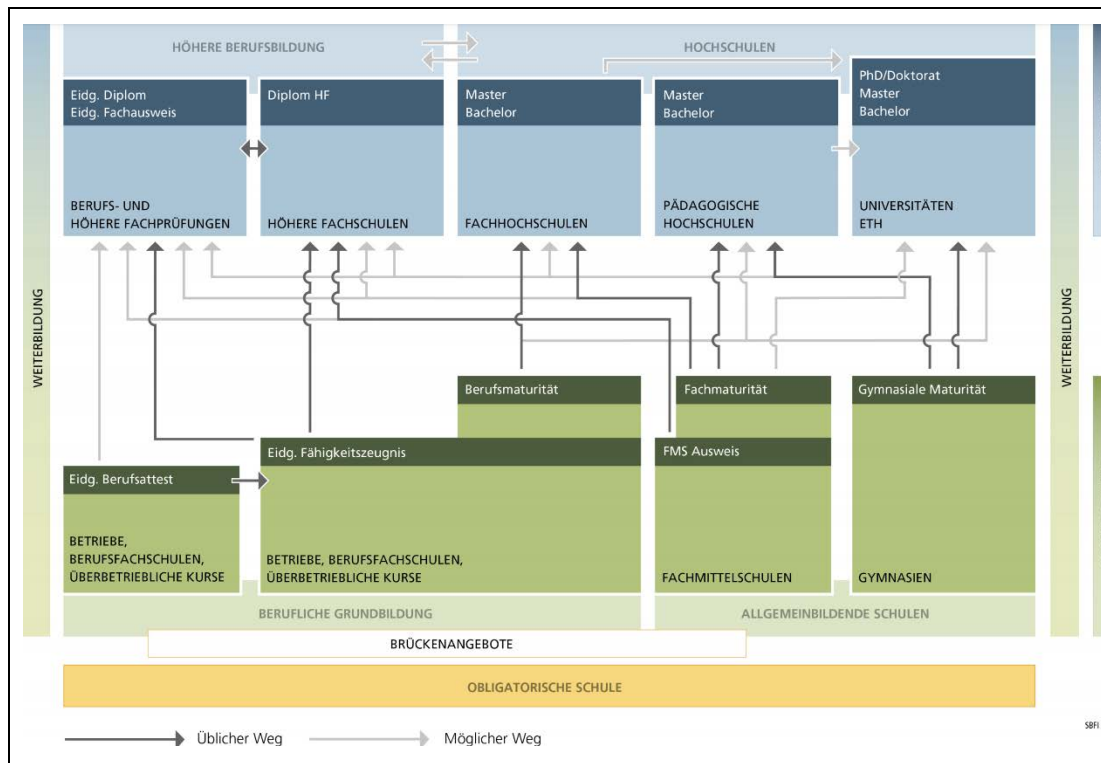 HÖHERE BERUFSBILDUNG
HOCHSCHULEN
Eidg. Diplom
Eidg. Fachausweis
Diplom HF
Master
Bachelor
Master
Bachelor
PhD/Doktorat
Master
Bachelor
BERUFS- UND
HÖHERE FACHPRÜFUNGEN
HÖHERE FACHSCHULEN
FACHHOCHSCHULEN
PÄDAGOGISCHE
HOCHSCHULEN
UNIVERSITÄTEN
ETH
WEITERBILDUNG
WEITERBILDUNG
Berufsmaturität
Fachmaturität
Gymnasiale Maturität
Eidg. Fähigkeitszeugnis
FMS Ausweis
Eidg. Berufsattest
BETRIEBE,
BERUFSFACHSCHULEN,
ÜBERBETRIEBLICHE KURSE
BETRIEBE, BERUFSFACHSCHULEN,
ÜBERBETRIEBLICHE KURSE
FACHMITTELSCHULEN
GYMNASIEN
BERUFLICHE GRUNDBILDUNG
ALLGEMEINBILDENDE SCHULEN
BRÜCKENANGEBOTE
OBLIGATORISCHE SCHULE
Üblicher Weg
Möglicher Weg
SBFI